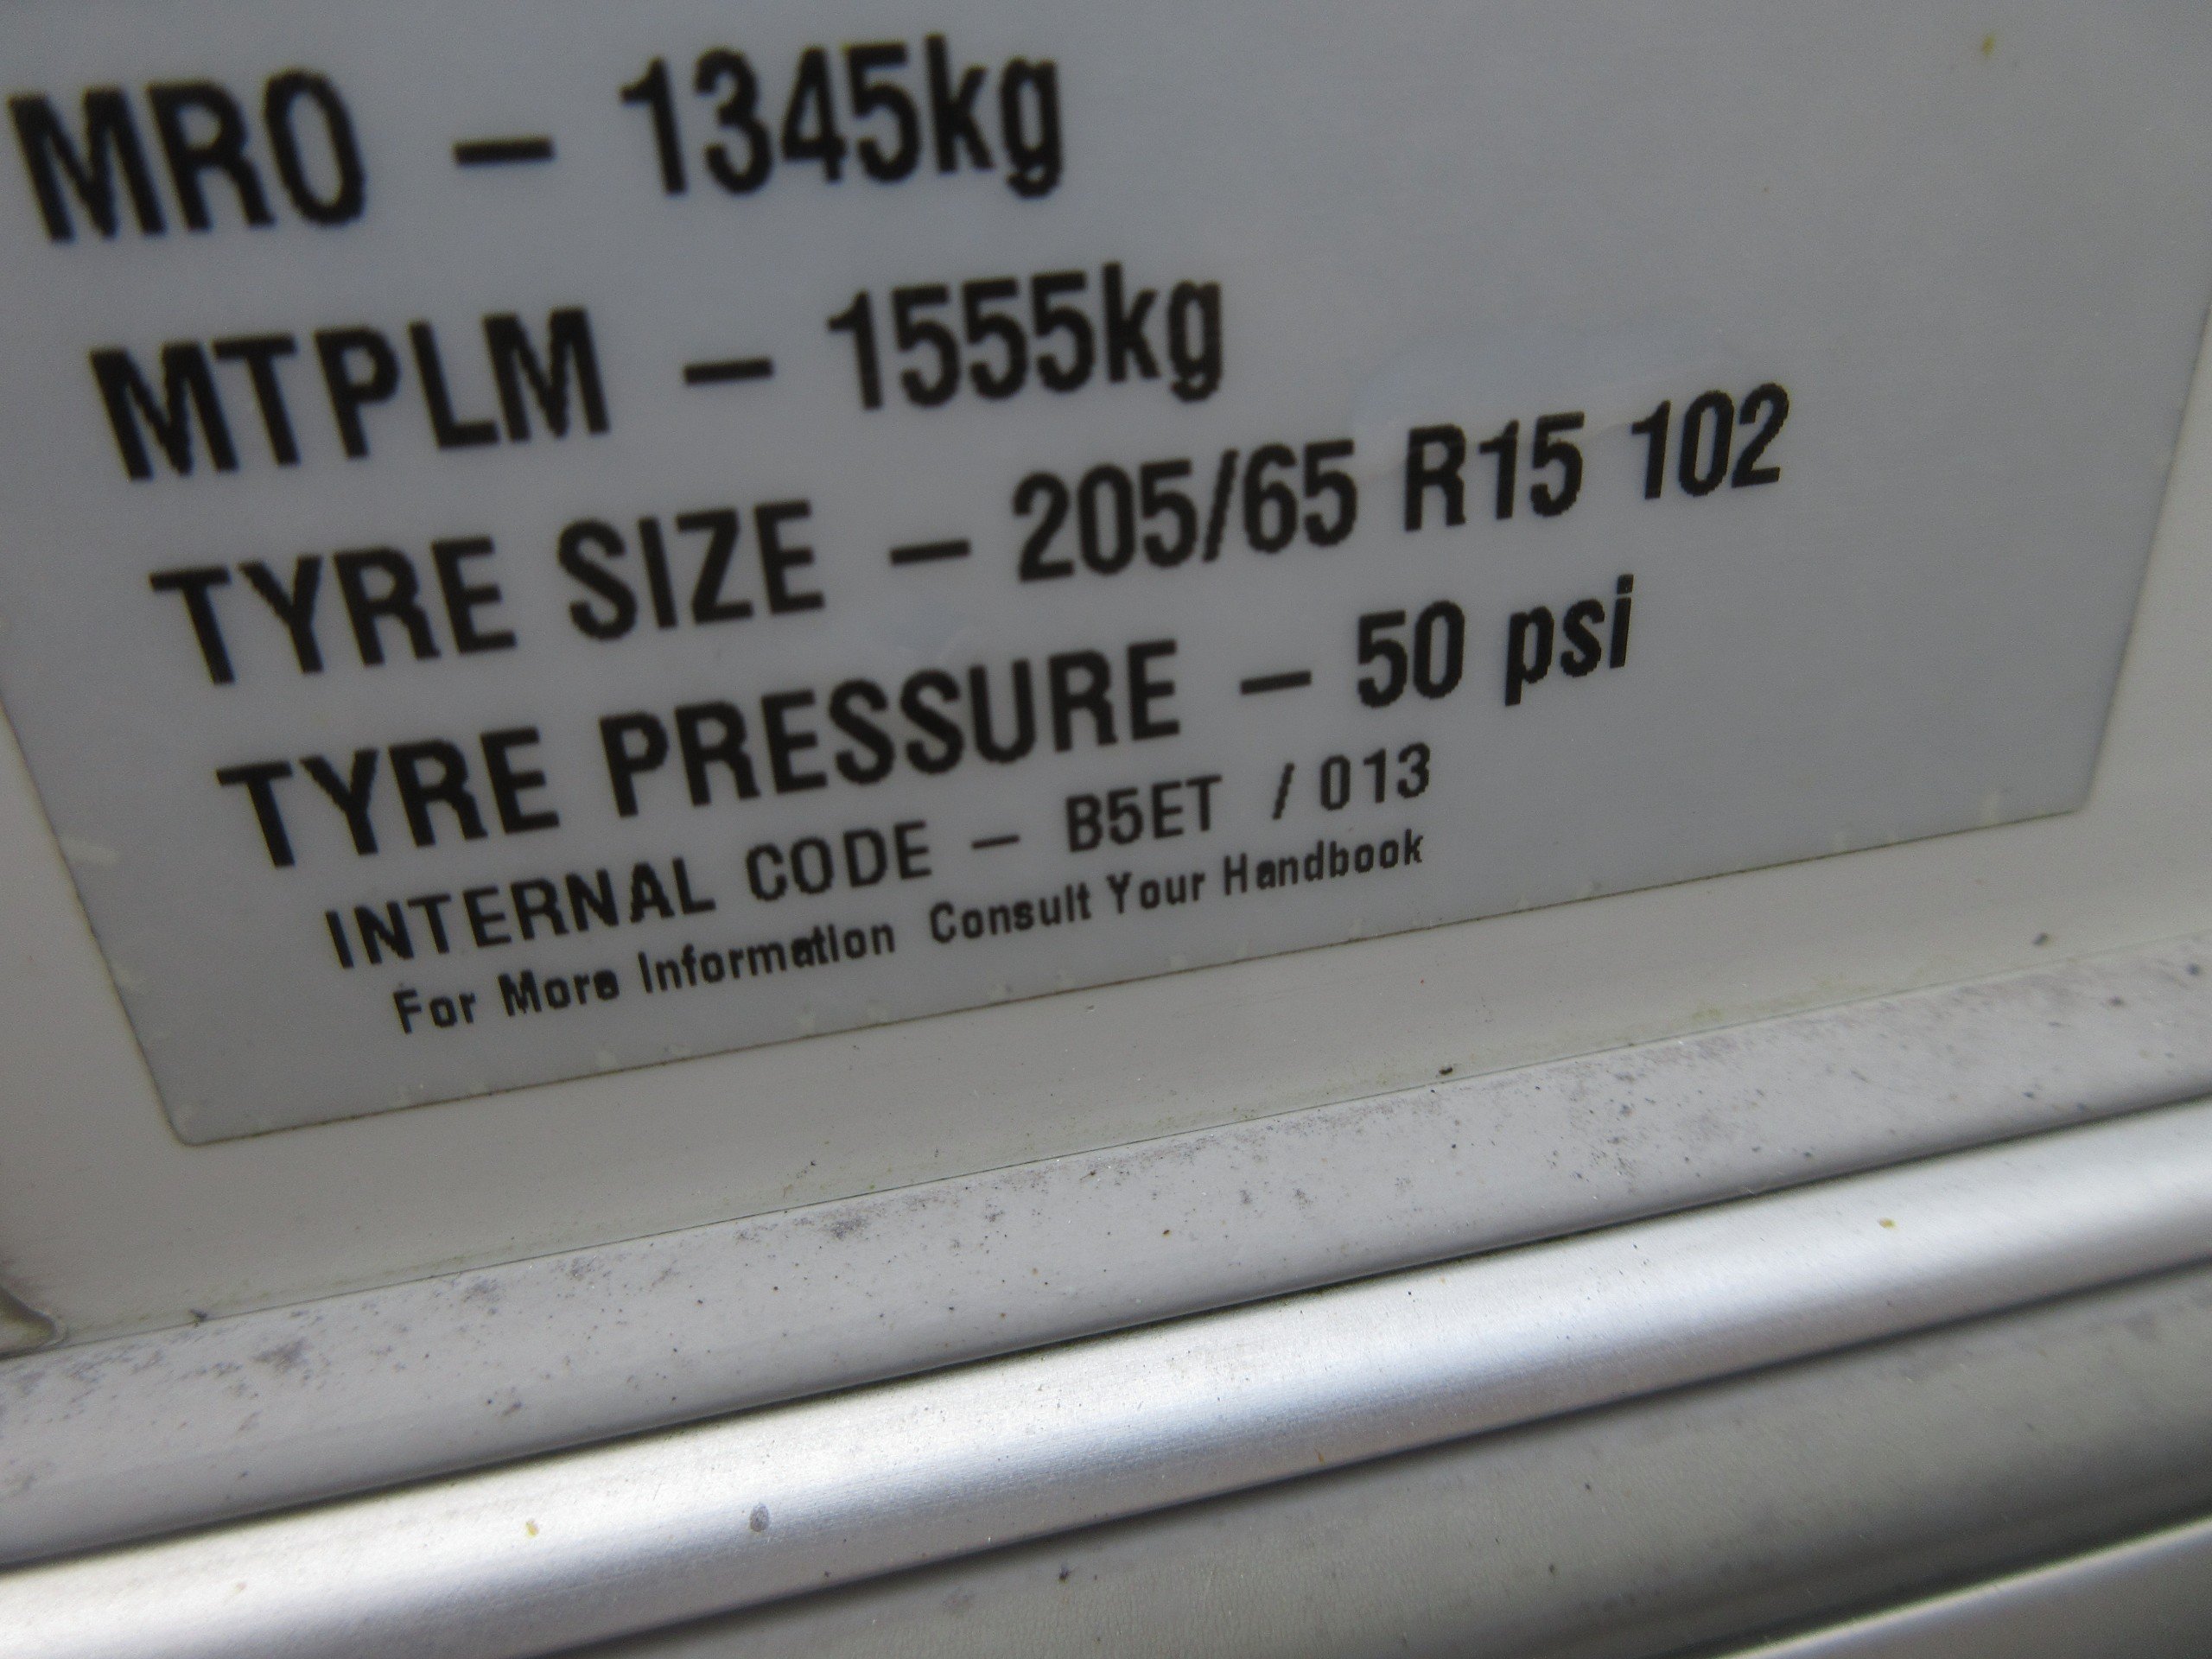 MRO – 1345kg
MTPLM – 1555kg
TYRE SIZE – 205/65 R15 102
TYRE PRESSURE – 50 psi
INTERNAL CODE – B5ET / 013
For More Information Consult Your Handbook